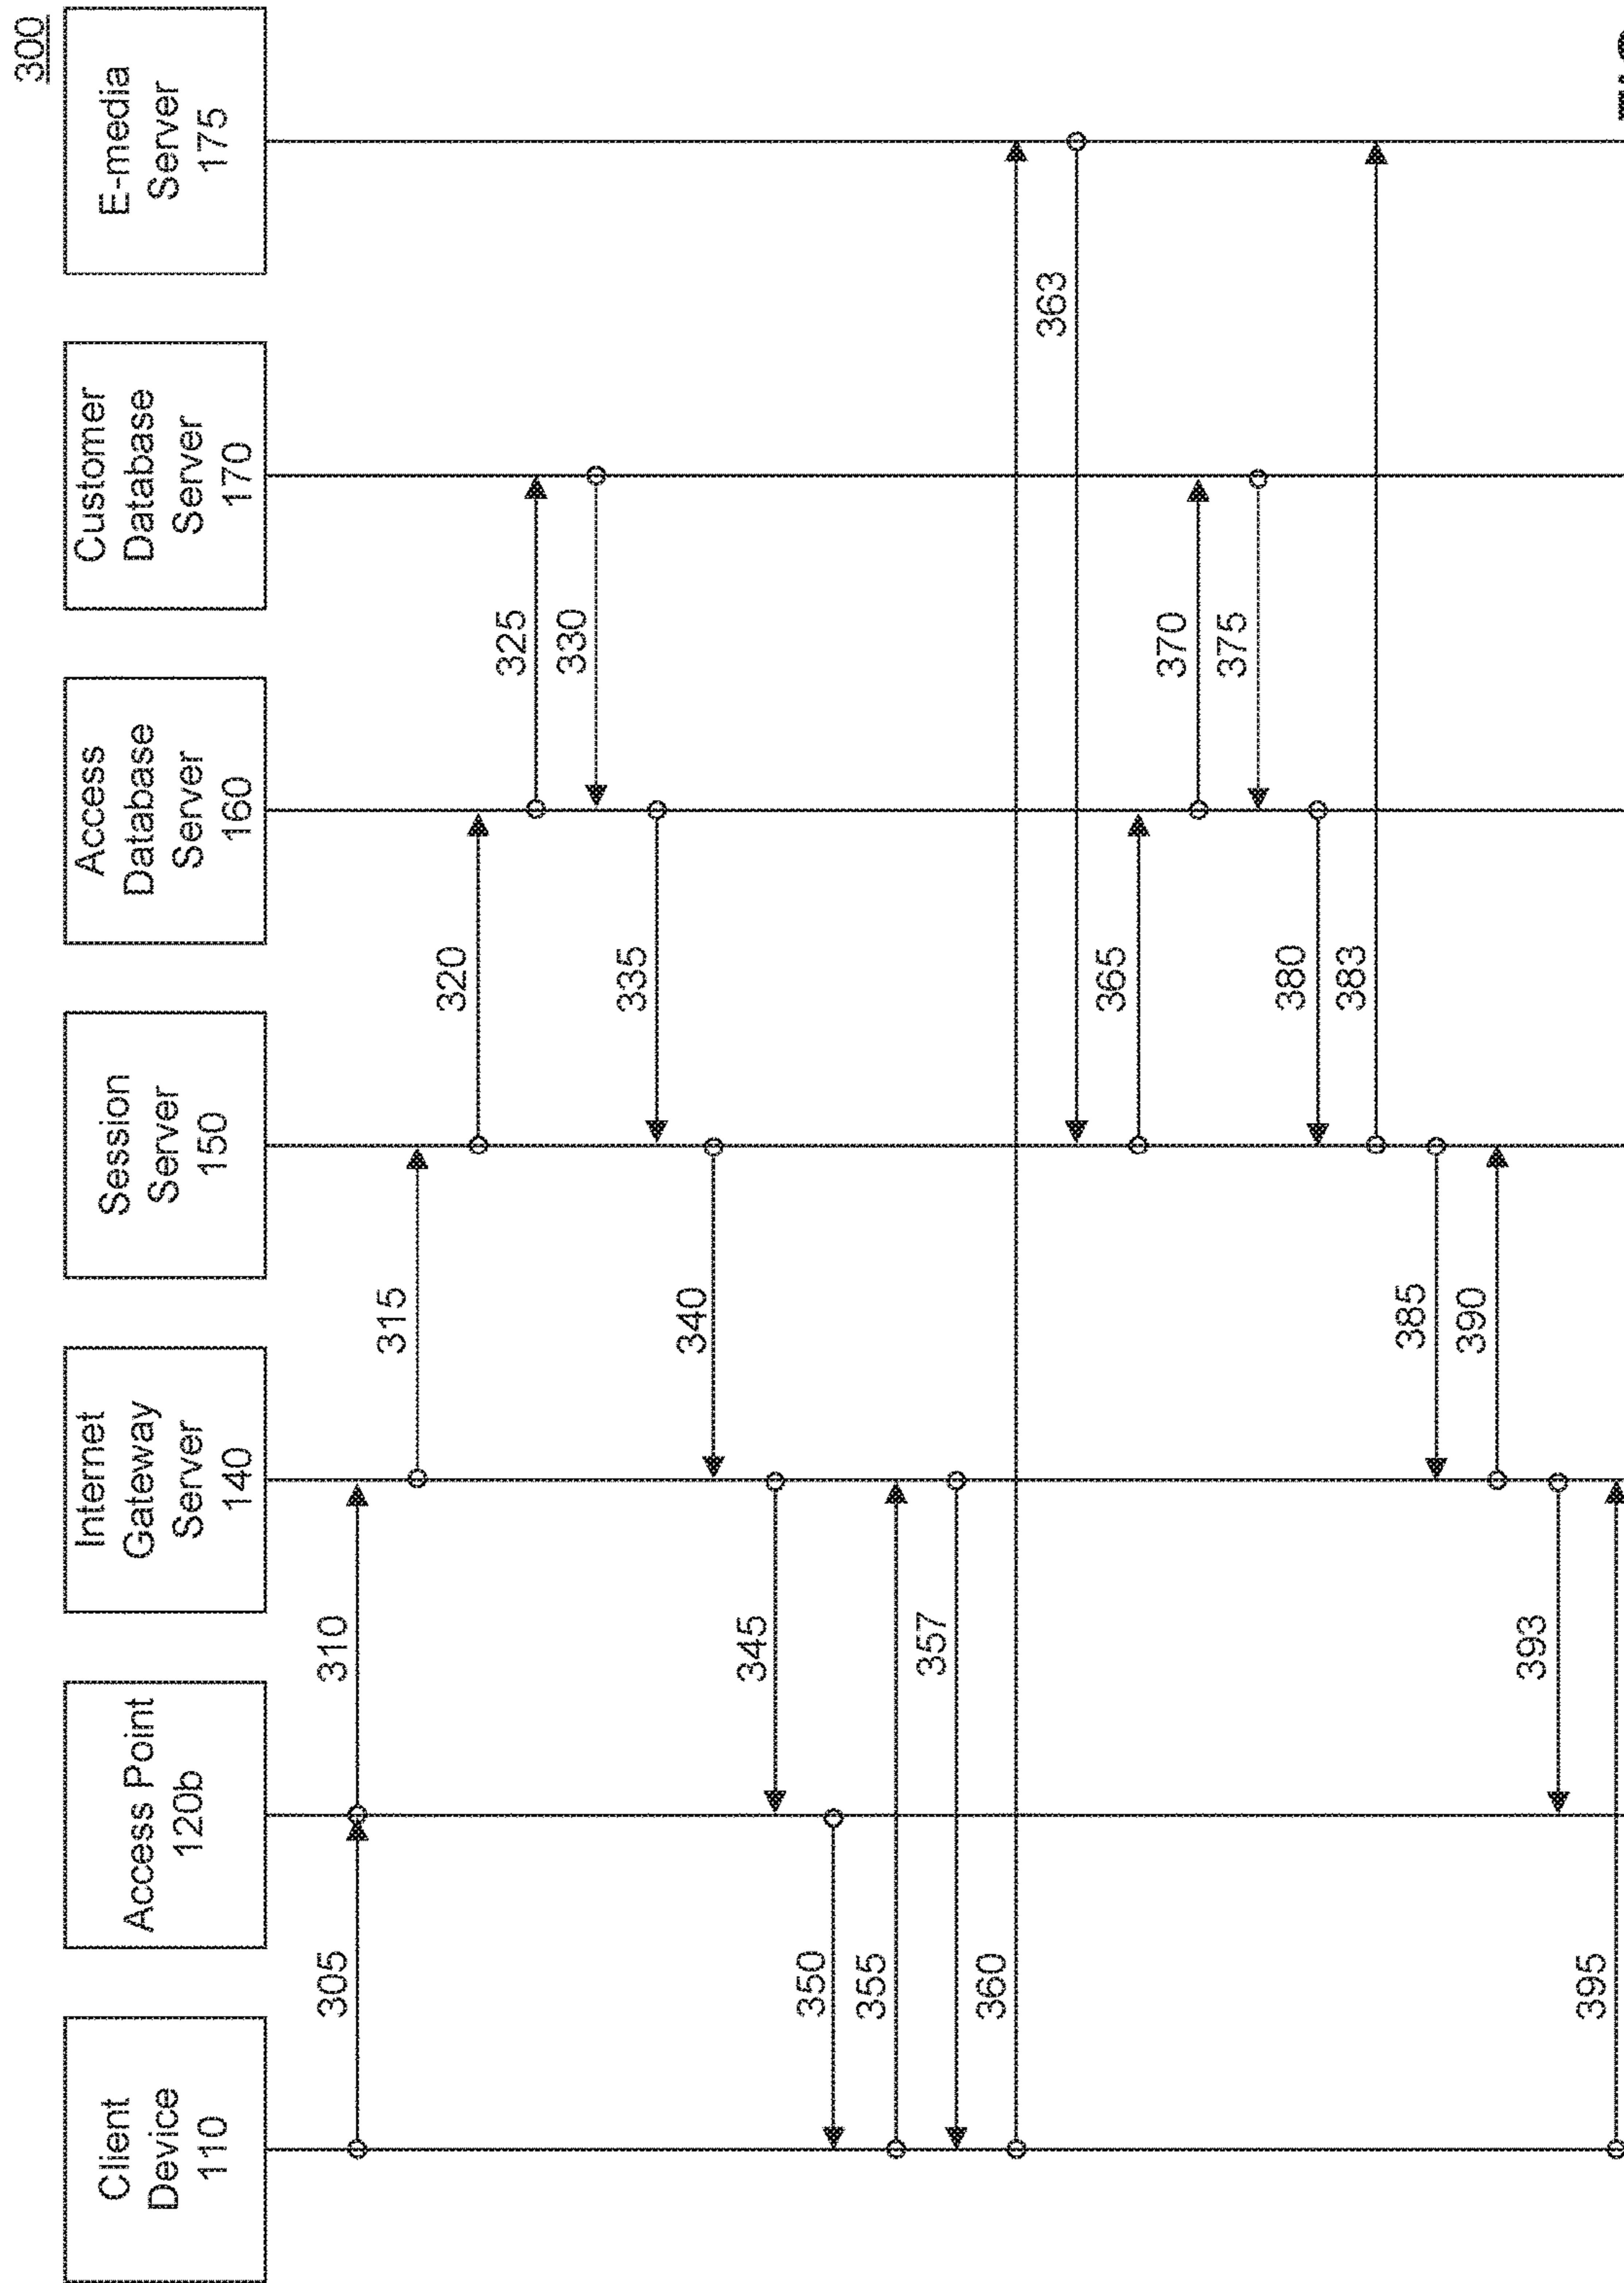 300
Client
Device
110
Access Point
120b
Internet
Gateway
Server
140
Session
Server
150
Access
Database
Server
160
Customer
Database
Server
170
E-media
Server
175
305
310
315
320
325
330
335
340
345
350
355
357
360
363
365
370
375
380
383
385
390
393
395